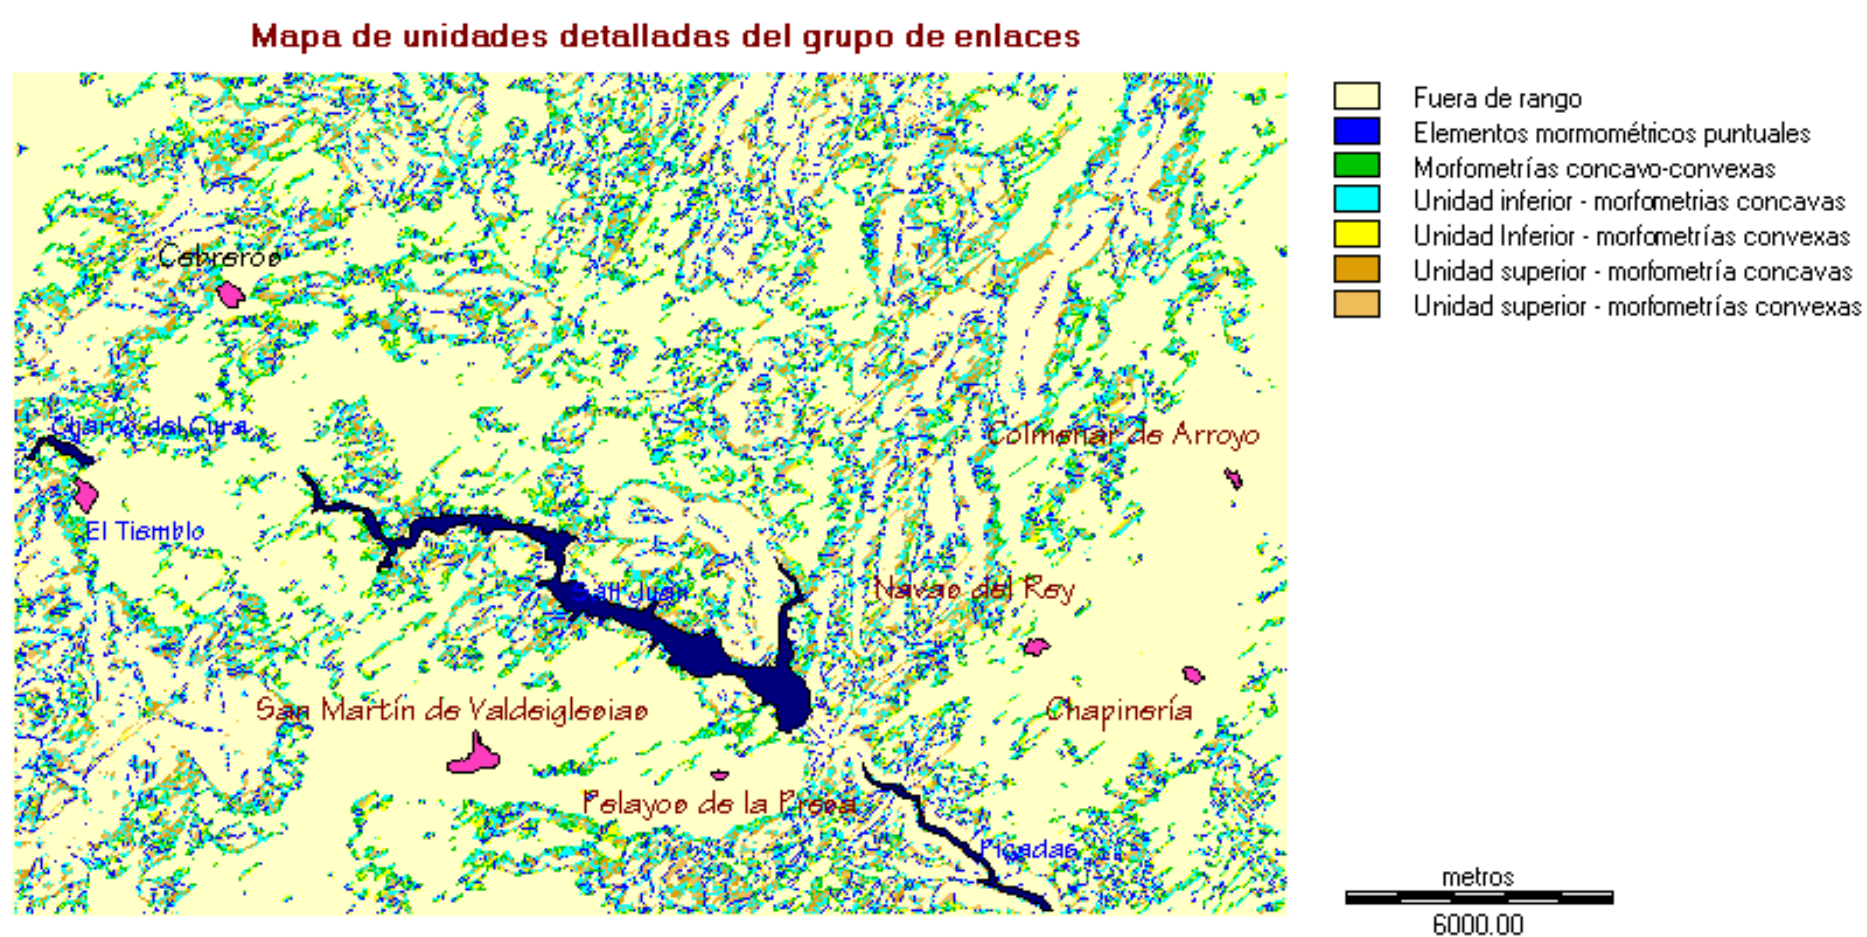 Mapa de unidades detalladas del grupo de enlaces
Fuera de rango
Elementos mormométicos puntuales
Morfometrías concavo-convexas
Unidad inferior - morfometrias concavas
Unidad Inferior - morfometrías convexas
Unidad superior - morfometría concavas
Unidad superior - morfometrías convexas
Cebreros
Charco del Cura
Colmenar de Arroyo
El Tiemblo
San Juan
Navas del Rey
San Martín de Valdeiglesias
Chapinería
Pelayos de la Presa
Picadas
metros
6000.00